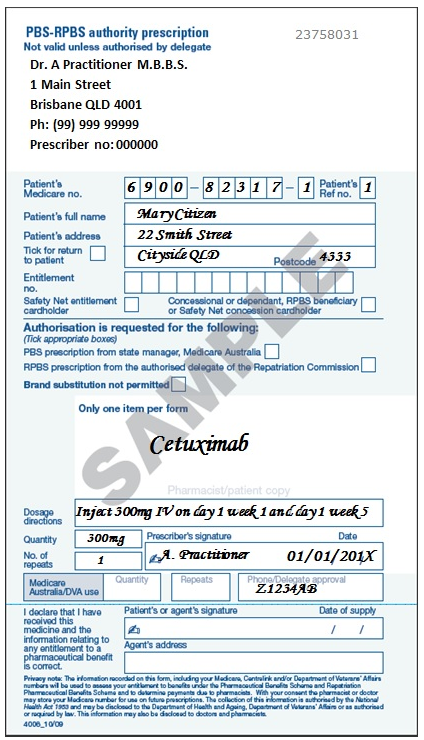 PBS-RPBS authority prescription 23758031
Not valid unless authorised by delegate
Dr. A Practitioner M.B.B.S.
1 Main Street
Brisbane QLD 4001
Ph: (99) 999 99999
Prescriber no: 000000
Patient's Medicare no. 6 9 0 0 - 8 2 3 1 7 - 1 Patient's Ref no. 1
Patient's full name Mary Citizen
Patient's address 22 Smith Street
Tick for return to patient Cityside QLD Postcode 4333
Entitlement no.
Safety Net entitlement cardholder Concessional or dependant, RPBS beneficiary or Safety Net concession cardholder
Authorisation is requested for the following:
(Tick appropriate boxes)
PBS prescription from state manager, Medicare Australia
RPBS prescription from the authorised delegate of the Repatriation Commission
Brand substitution not permitted
SAMPLE
Only one item per form
Cetuximab
Pharmacist/patient copy
Dosage directions Inject 300mg IV on day 1 week 1 and day 1 week 5
Quantity 300mg Prescriber's signature Date
No. of repeats 1 A. Practitioner 01/01/201X
Medicare Australia/DVA use Quantity Repeats Phone/Delegate approval
Z1234AB
I declare that I have received this medicine and the information relating to any entitlement to a pharmaceutical benefit is correct.
Patient's or agent's signature Date of supply
/ /
Agent's address
Privacy note: The information recorded on this form, including your Medicare, Centrelink and/or Department of Veterans' Affairs
numbers will be used to assess your entitlement to benefits under the Pharmaceutical Benefits Scheme and Repatriation
Pharmaceutical Benefits Scheme and to determine payments due to pharmacists. With your consent the pharmacist or doctor
may store your Medicare number for use on future prescriptions. The collection of this information is authorised by the National
Health Act 1953 and may be disclosed to the Department of Health and Ageing, Department of Veterans' Affairs or as authorised
or required by law. This information may also be disclosed to doctors and pharmacists.
4006_10/09